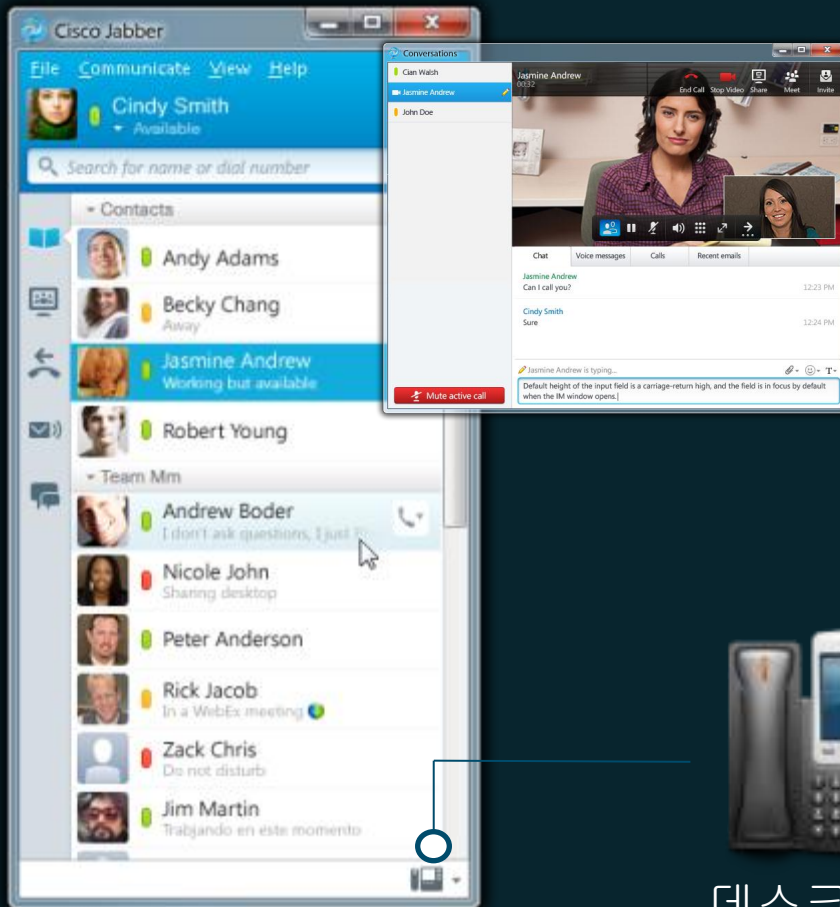 Cisco Jabber
File Communicate View Help
Cindy Smith
Available
Search for name or dial number
Contacts
Andy Adams
Becky Chang
Away
Jasmine Andrew
Working but available
Robert Young
Team Mm
Andrew Boder
I don't ask questions, I just
Nicole John
Sharing desktop
Peter Anderson
Rick Jacob
In a WebEx meeting
Zack Chris
Do not disturb
Jim Martin
Trabjando en este momento
Conversations
Cian Walsh
Jasmine Andrew
John Doe
Mute active call
Jasmine Andrew
00:32
End Call Stop Video Share Meet Invite
Chat Voice messages Calls Recent emails
Jasmine Andrew
Can I call you? 12:23 PM
Cindy Smith
Sure 12:24 PM
Jasmine Andrew is typing...
Default height of the input field is a carriage-return high, and the field is in focus by default
when the IM window opens.